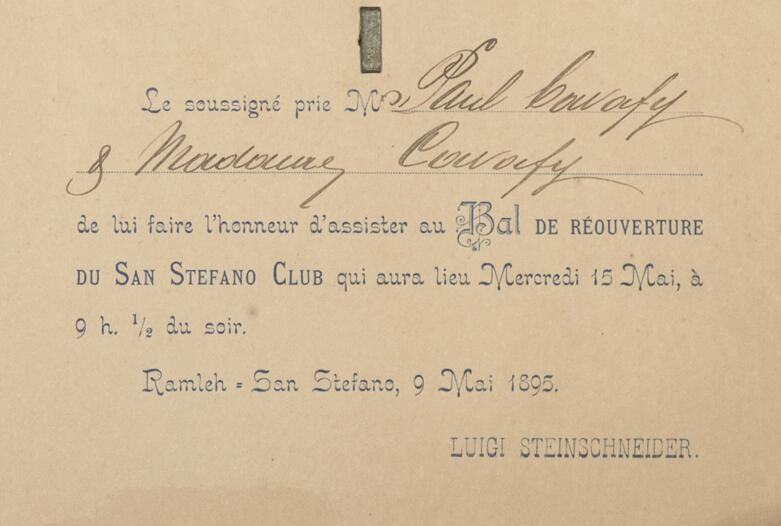 Le soussigné prie Mr Paul Cavafy
& Madame Cavafy
de lui faire l'honneur d'assister au Bal DE RÉOUVERTURE
DU SAN STEFANO CLUB qui aura lieu Mercredi 15 Mai, à
9 h. 1/2 du soir.
Ramleh = San Stefano, 9 Mai 1895.
LUIGI STEINSCHNEIDER.